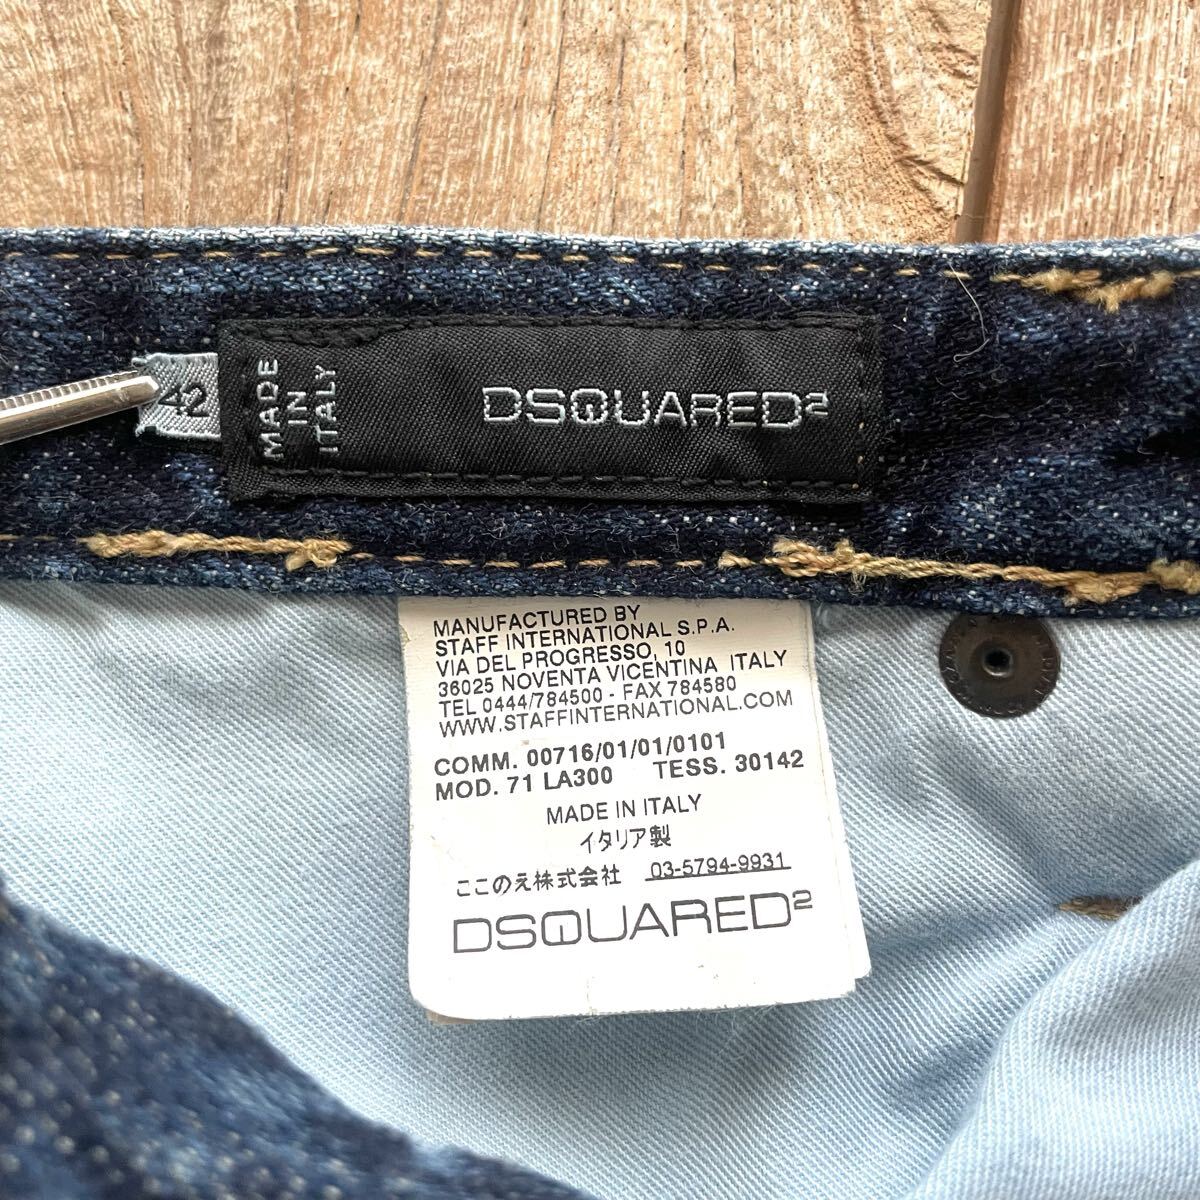 42
MADE
IN
ITALY
DSQUARED2
MANUFACTURED BY
STAFF INTERNATIONAL S.P.A.
VIA DEL PROGRESSO, 10
36025 NOVENTA VICENTINA ITALY
TEL 0444/784500 - FAX 784580
WWW.STAFFINTERNATIONAL.COM
COMM. 00716/01/01/0101
MOD. 71 LA300 TESS. 30142
MADE IN ITALY
イタリア製
ここのえ株式会社 03-5794-9931
DSQUARED2